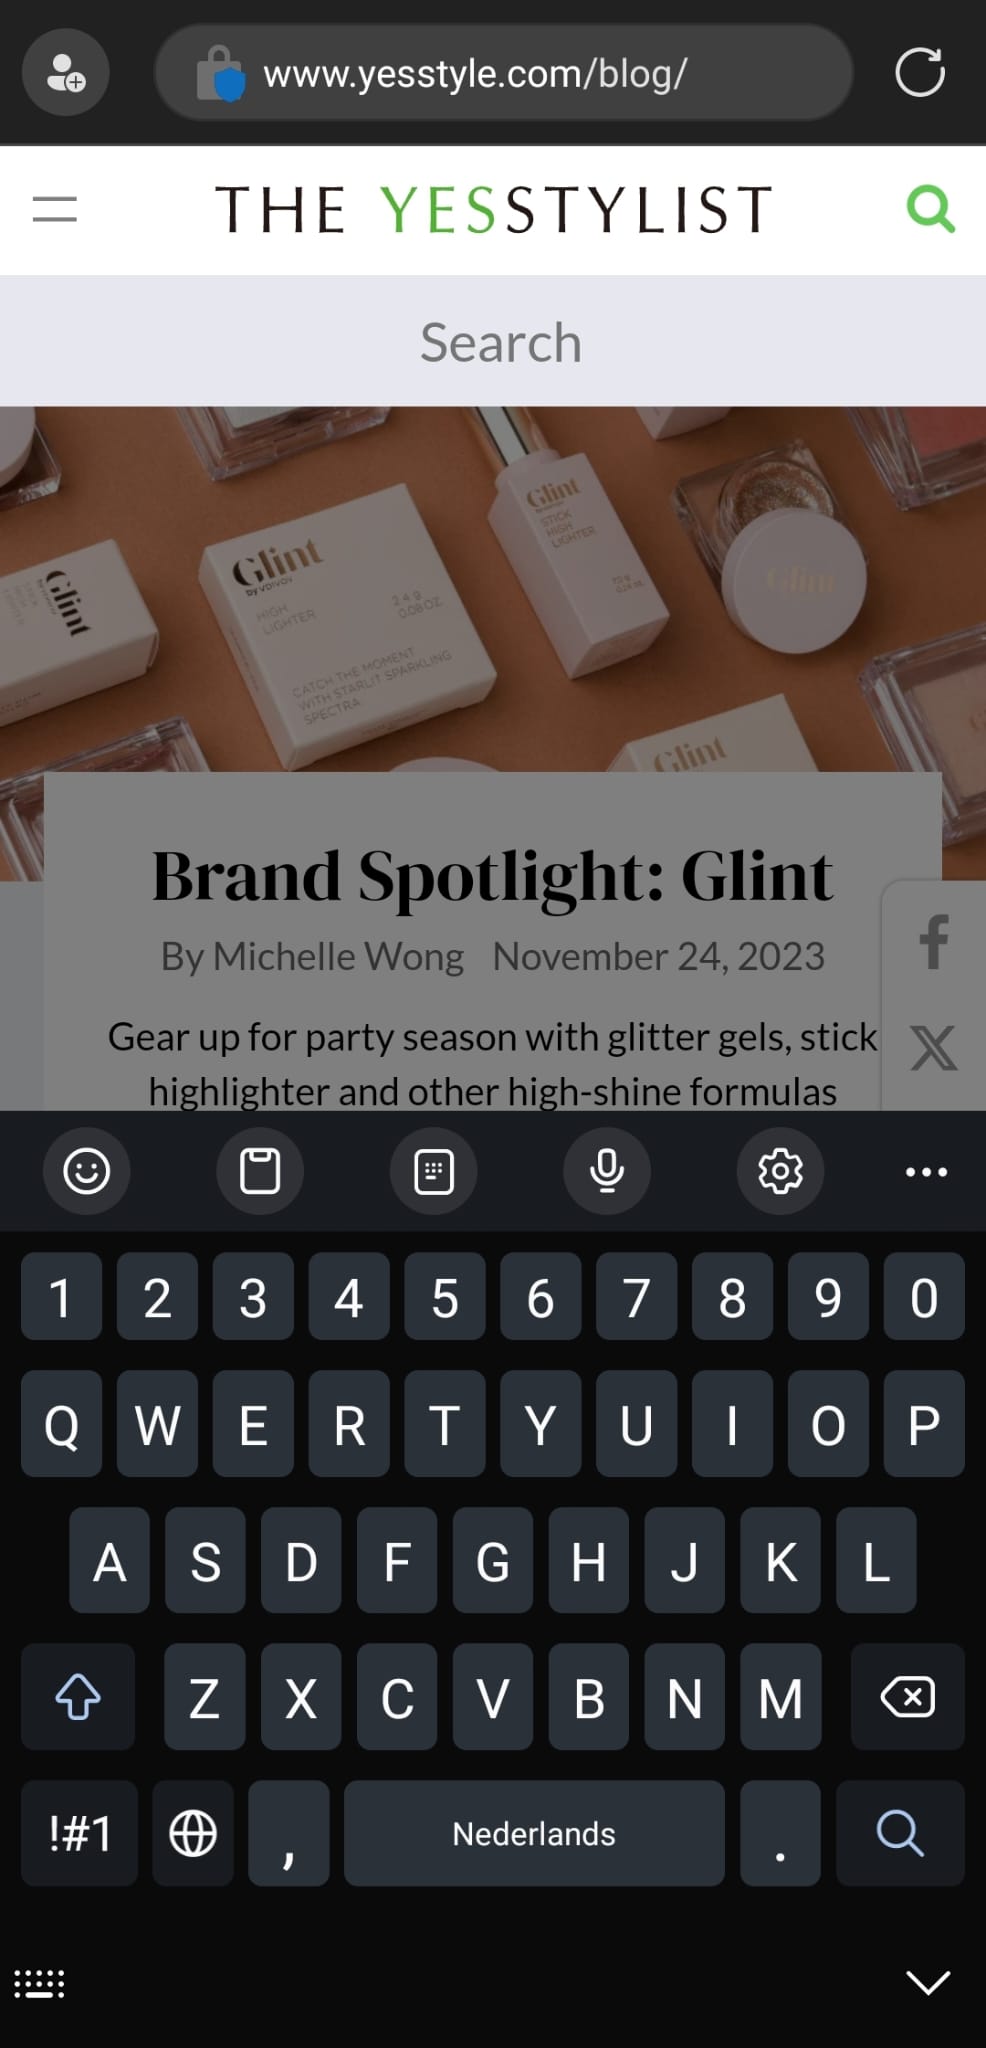 www.yesstyle.com/blog/
THE YESSTYLIST
Search
Glint
Glint
by VDIVOV
HIGH
LIGHTER
2.4 g
0.08 OZ.
CATCH THE MOMENT
WITH STARLIT SPARKLING
SPECTRA
Glint
STICK
HIGH
LIGHTER
Glint
Glint
Brand Spotlight: Glint
By Michelle Wong November 24, 2023
Gear up for party season with glitter gels, stick
highlighter and other high-shine formulas
1 2 3 4 5 6 7 8 9 0
Q W E R T Y U I O P
A S D F G H J K L
Z X C V B N M
!#1 , Nederlands .